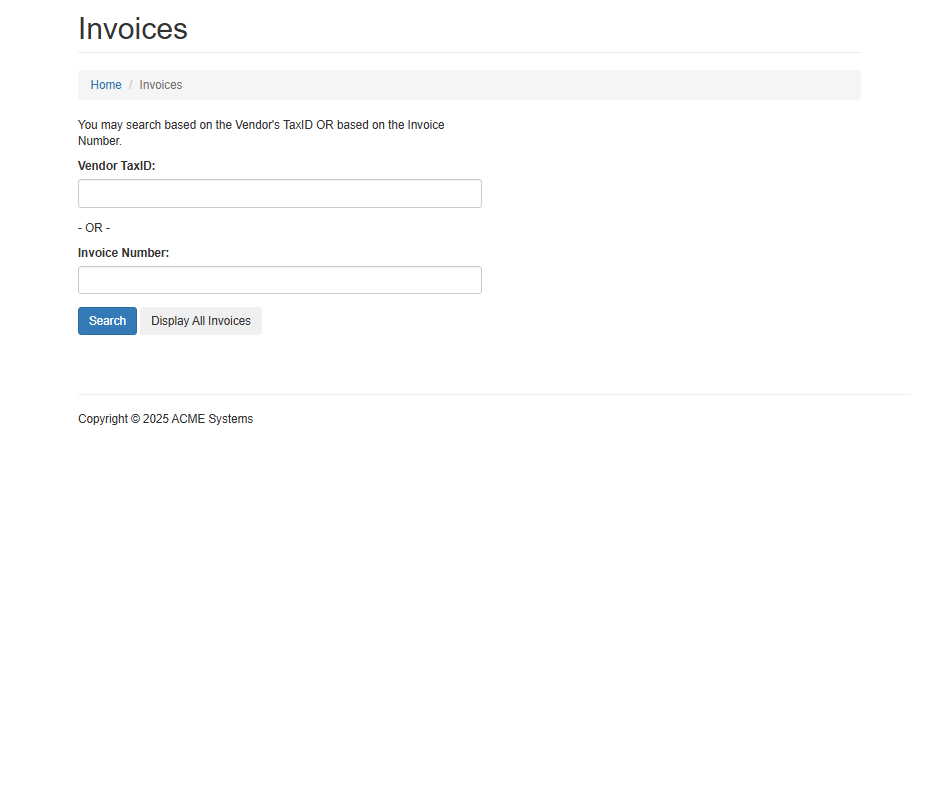 Invoices
Home / Invoices
You may search based on the Vendor's TaxID OR based on the Invoice
Number.
Vendor TaxID:
- OR -
Invoice Number:
Search Display All Invoices
Copyright © 2025 ACME Systems